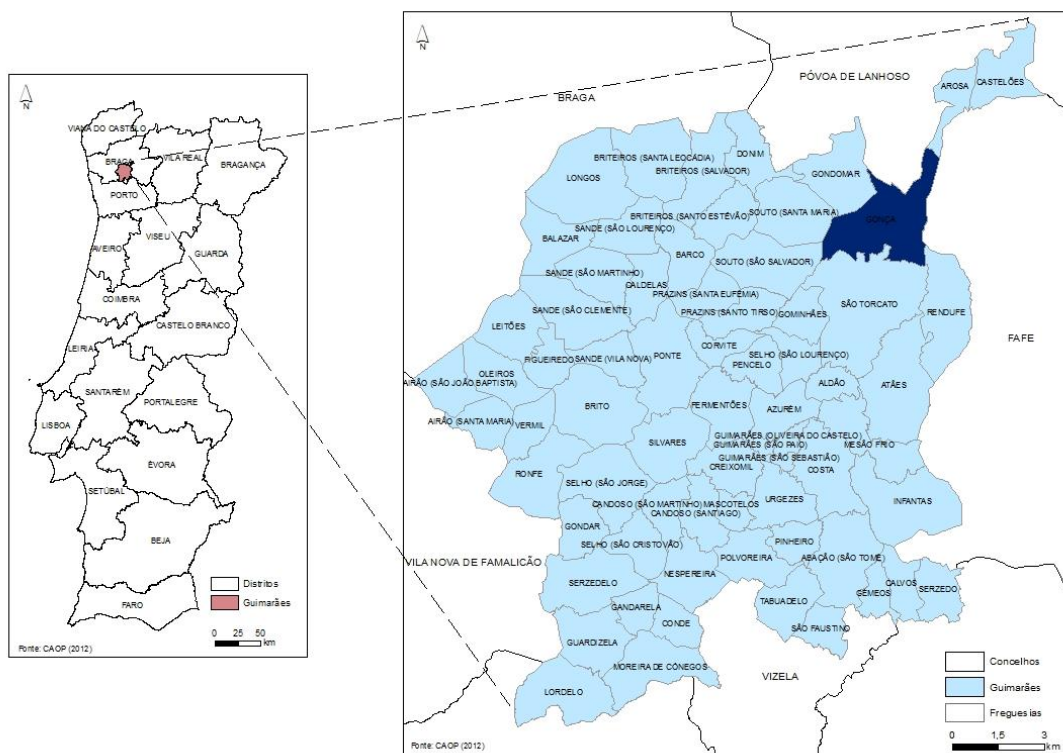 N
VIANA DO CASTELO
BRAGA
VILA REAL
BRAGANÇA
PORTO
AVEIRO
VISEU
GUARDA
COIMBRA
CASTELO BRANCO
LEIRIA
SANTARÉM
PORTALEGRE
LISBOA
ÉVORA
SETÚBAL
BEJA
FARO
Distritos
Guimarães
0 25 50
km
Fonte: CAOP (2012)
N
PÓVOA DE LANHOSO
BRAGA
AROSA
CASTELÕES
DONIM
BRITEIROS (SANTA LEOCÁDIA)
BRITEIROS (SALVADOR)
LONGOS
GONDOMAR
GONÇA
BRITEIROS (SANTO ESTÊVÃO)
SOUTO (SANTA MARIA)
SANDE (SÃO LOURENÇO)
BALAZAR
BARCO
SOUTO (SÃO SALVADOR)
SANDE (SÃO MARTINHO)
CALDELAS
PRAZINS (SANTA EUFÉMIA)
SÃO TORCATO
RENDUFE
SANDE (SÃO CLEMENTE)
PRAZINS (SANTO TIRSO)
GOMINHÃES
LEITÕES
FAFE
CORVITE
FIGUEIREDO
SANDE (VILA NOVA)
PONTE
SELHO (SÃO LOURENÇO)
PENCELO
OLEIROS
AIRÃO (SÃO JOÃO BAPTISTA)
ALDÃO
ATÃES
BRITO
FERMENTÕES
AZURÉM
AIRÃO (SANTA MARIA)
VERMIL
GUIMARÃES (OLIVEIRA DO CASTELO)
SILVARES
GUIMARÃES (SÃO PAIO)
MESÃO FRIO
GUIMARÃES (SÃO SEBASTIÃO)
CREIXOMIL
COSTA
RONFE
SELHO (SÃO JORGE)
URGEZES
INFANTAS
CANDOSO (SÃO MARTINHO)
MASCOTELOS
CANDOSO (SANTIAGO)
GONDAR
PINHEIRO
SELHO (SÃO CRISTOVÃO)
POLVOREIRA
ABAÇÃO (SÃO TOMÉ)
VILA NOVA DE FAMALICÃO
NESPEREIRA
SERZEDELO
CALVOS
SERZEDO
GÉMEOS
TABUADELO
GANDARELA
CONDE
SÃO FAUSTINO
GUARDIZELA
MOREIRA DE CÓNEGOS
VIZELA
LORDELO
Concelhos
Guimarães
Freguesias
0 1,5 3
km
Fonte: CAOP (2012)